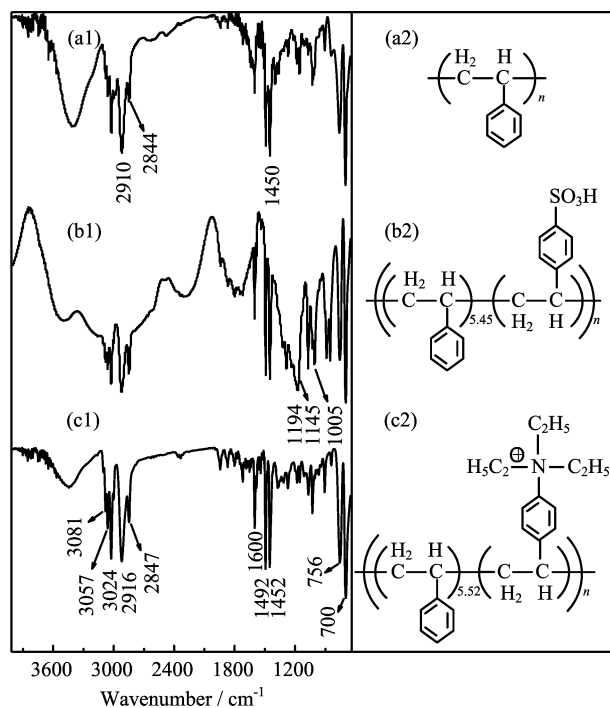 (a1)
2910
2844
1450
(a2)
H₂
C
H
C
n
(b1)
1194
1145
1005
(b2)
SO₃H
H₂
C
H
C
5.45
C
H₂
C
H
n
(c1)
3081
3057
3024
2916
2847
1600
1492
1452
756
700
(c2)
C₂H₅
H₅C₂—N—C₂H₅
⊕
H₂
C
H
C
5.52
C
H₂
C
H
n
3600 3000 2400 1800 1200
Wavenumber / cm⁻¹